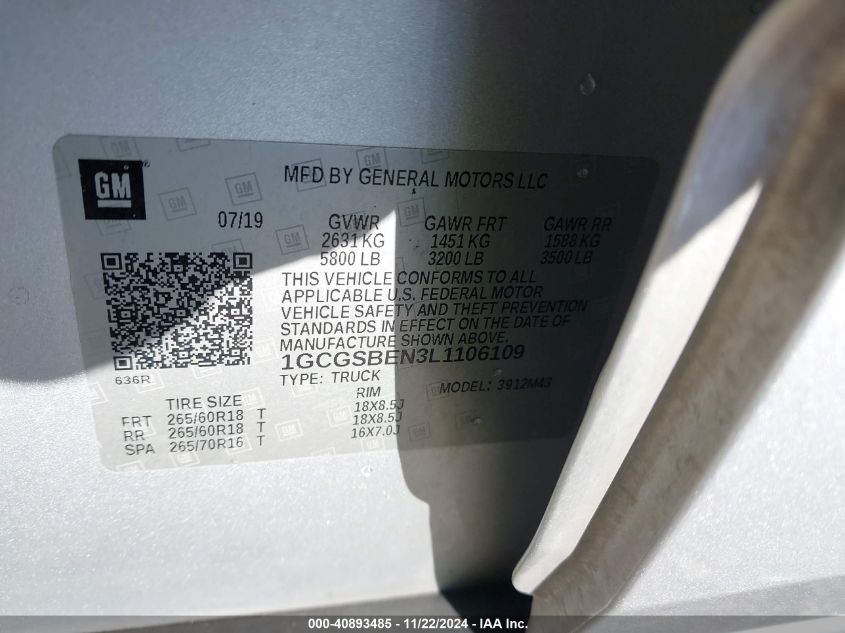 GM
®
MFD BY GENERAL MOTORS LLC
07/19
GVWR GAWR FRT GAWR RR
2631 KG 1451 KG 1588 KG
5800 LB 3200 LB 3500 LB
THIS VEHICLE CONFORMS TO ALL
APPLICABLE U.S. FEDERAL MOTOR
VEHICLE SAFETY AND THEFT PREVENTION
STANDARDS IN EFFECT ON THE DATE OF
MANUFACTURE SHOWN ABOVE.
1GCGSBEN3L1106109
TYPE: TRUCK MODEL: 3912M43
636R
TIRE SIZE RIM
FRT 265/60R18 T 18X8.5J
RR 265/60R18 T 18X8.5J
SPA 265/70R16 T 16X7.0J
000-40893485 - 11/22/2024 - IAA Inc.